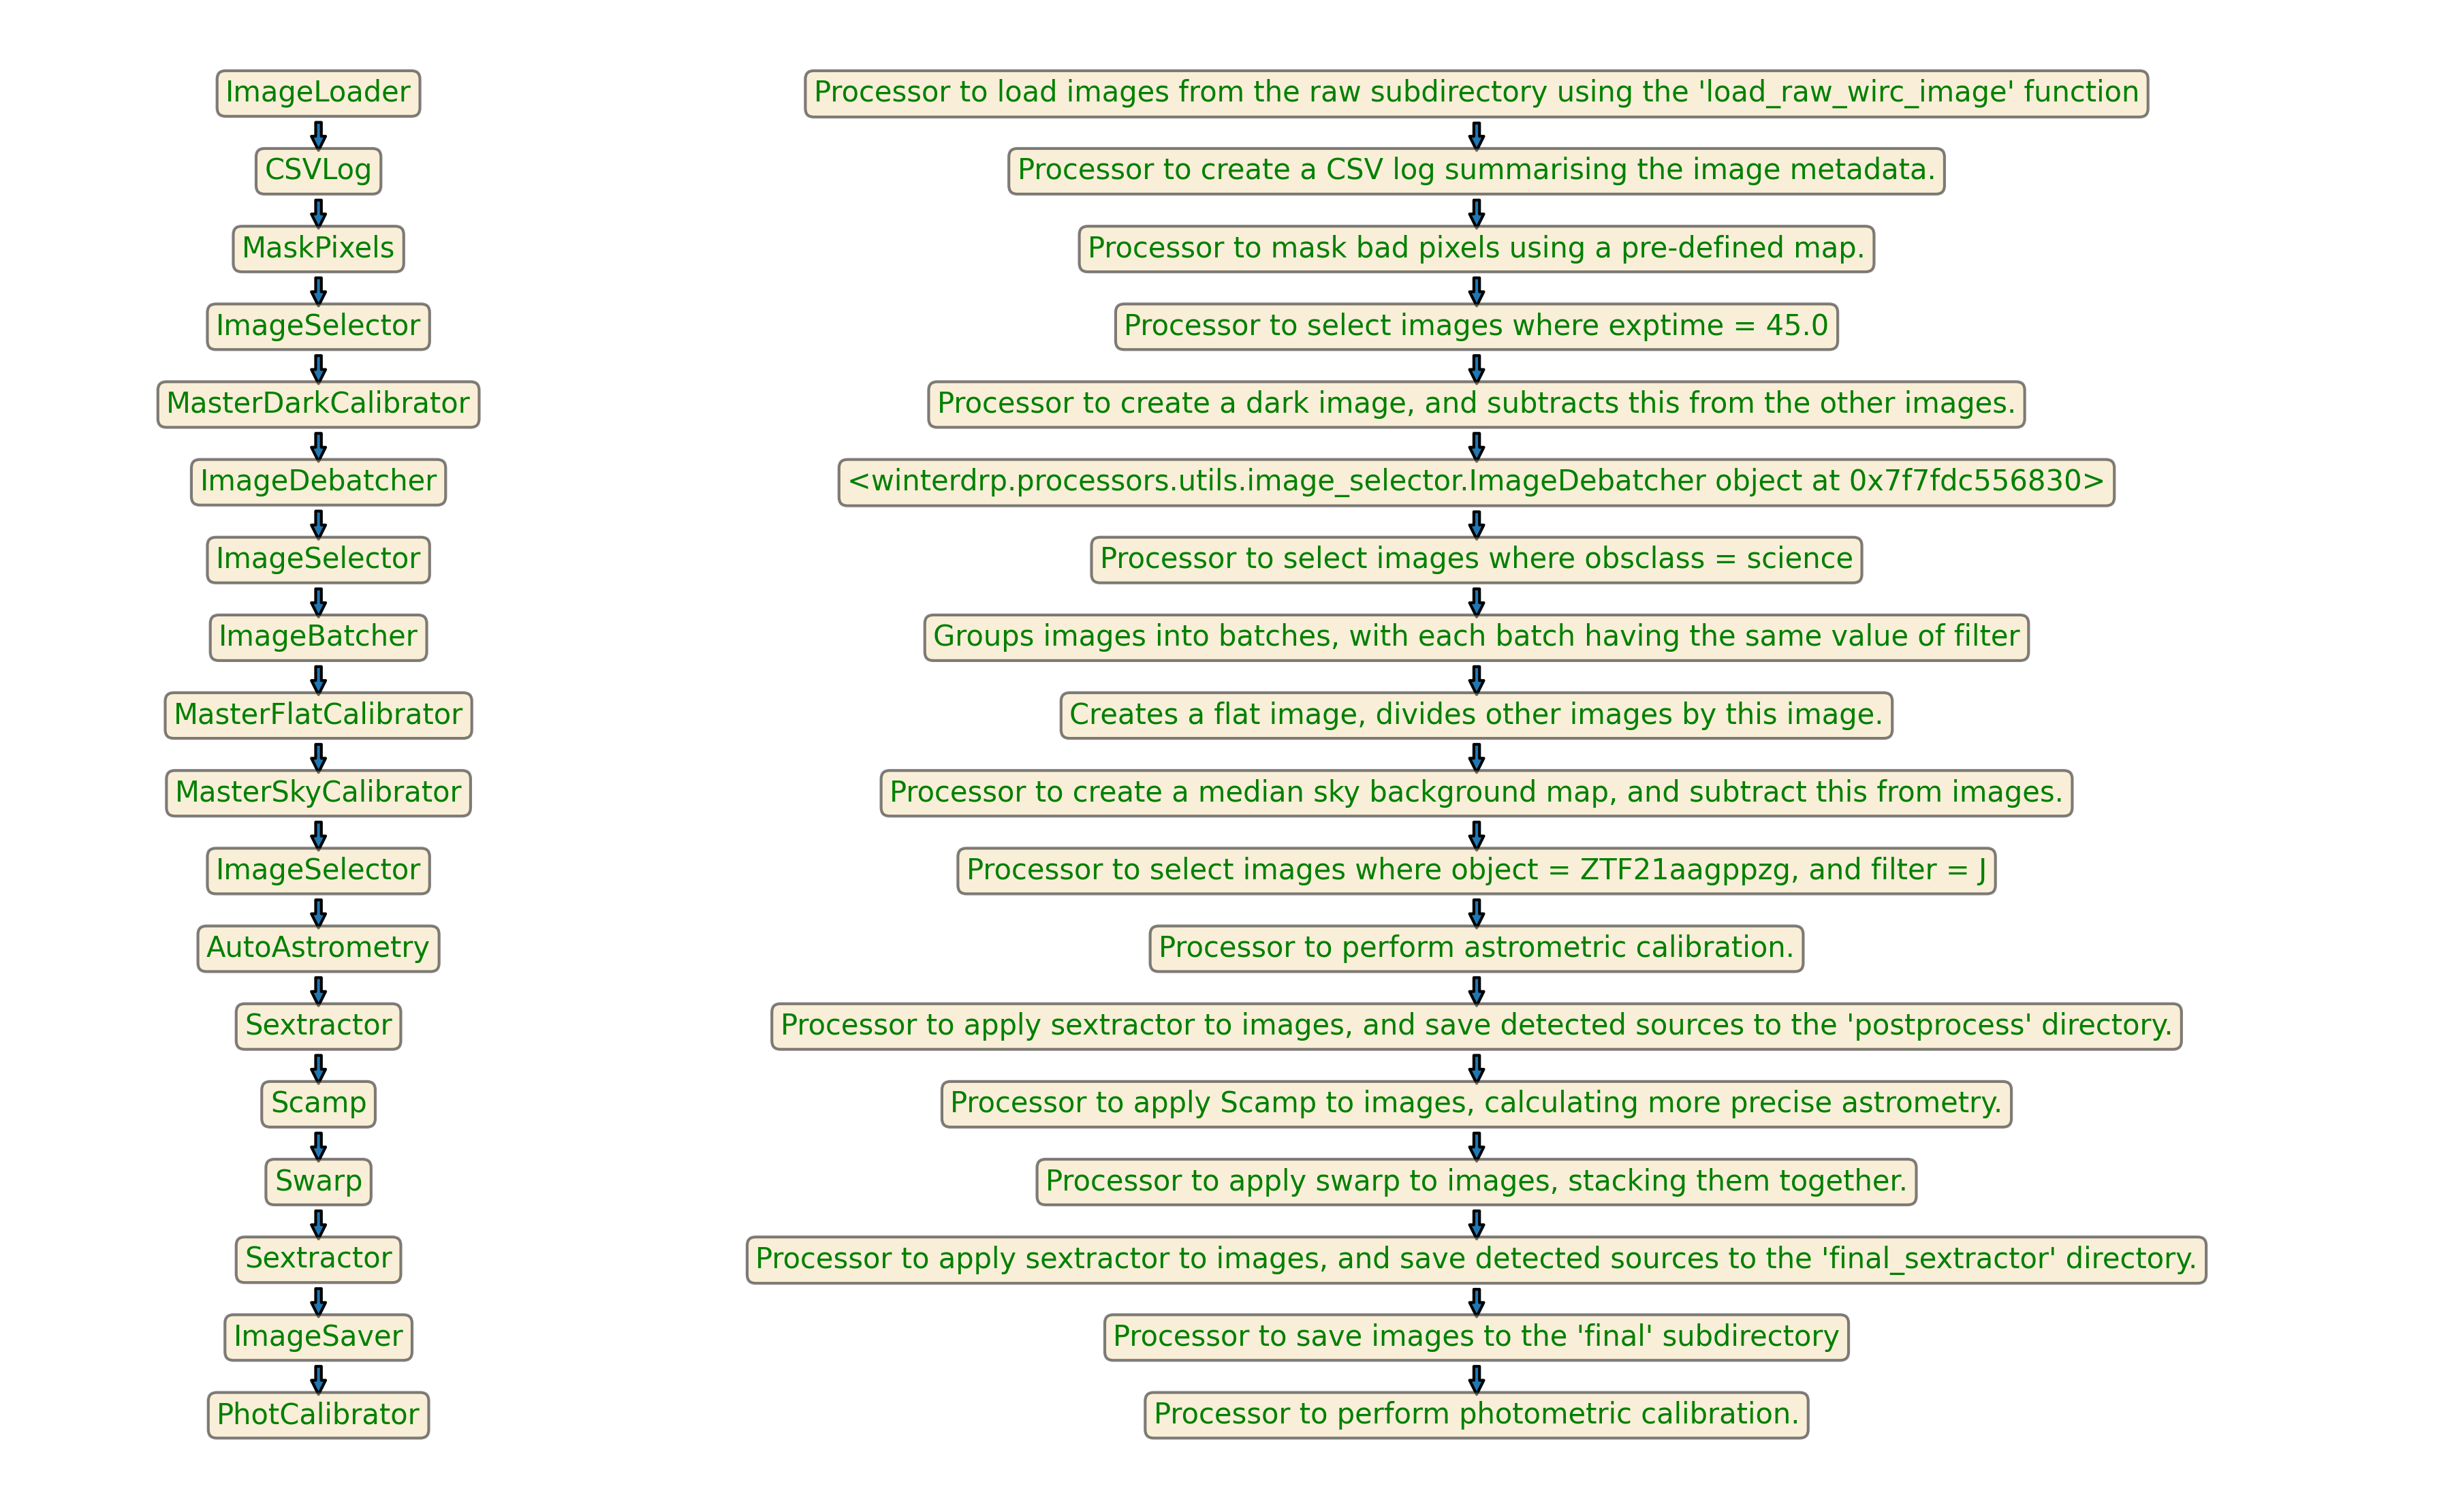 ImageLoader
Processor to load images from the raw subdirectory using the 'load_raw_wirc_image' function
CSVLog
Processor to create a CSV log summarising the image metadata.
MaskPixels
Processor to mask bad pixels using a pre-defined map.
ImageSelector
Processor to select images where exptime = 45.0
MasterDarkCalibrator
Processor to create a dark image, and subtracts this from the other images.
ImageDebatcher
<winterdrp.processors.utils.image_selector.ImageDebatcher object at 0x7f7fdc556830>
ImageSelector
Processor to select images where obsclass = science
ImageBatcher
Groups images into batches, with each batch having the same value of filter
MasterFlatCalibrator
Creates a flat image, divides other images by this image.
MasterSkyCalibrator
Processor to create a median sky background map, and subtract this from images.
ImageSelector
Processor to select images where object = ZTF21aagppzg, and filter = J
AutoAstrometry
Processor to perform astrometric calibration.
Sextractor
Processor to apply sextractor to images, and save detected sources to the 'postprocess' directory.
Scamp
Processor to apply Scamp to images, calculating more precise astrometry.
Swarp
Processor to apply swarp to images, stacking them together.
Sextractor
Processor to apply sextractor to images, and save detected sources to the 'final_sextractor' directory.
ImageSaver
Processor to save images to the 'final' subdirectory
PhotCalibrator
Processor to perform photometric calibration.